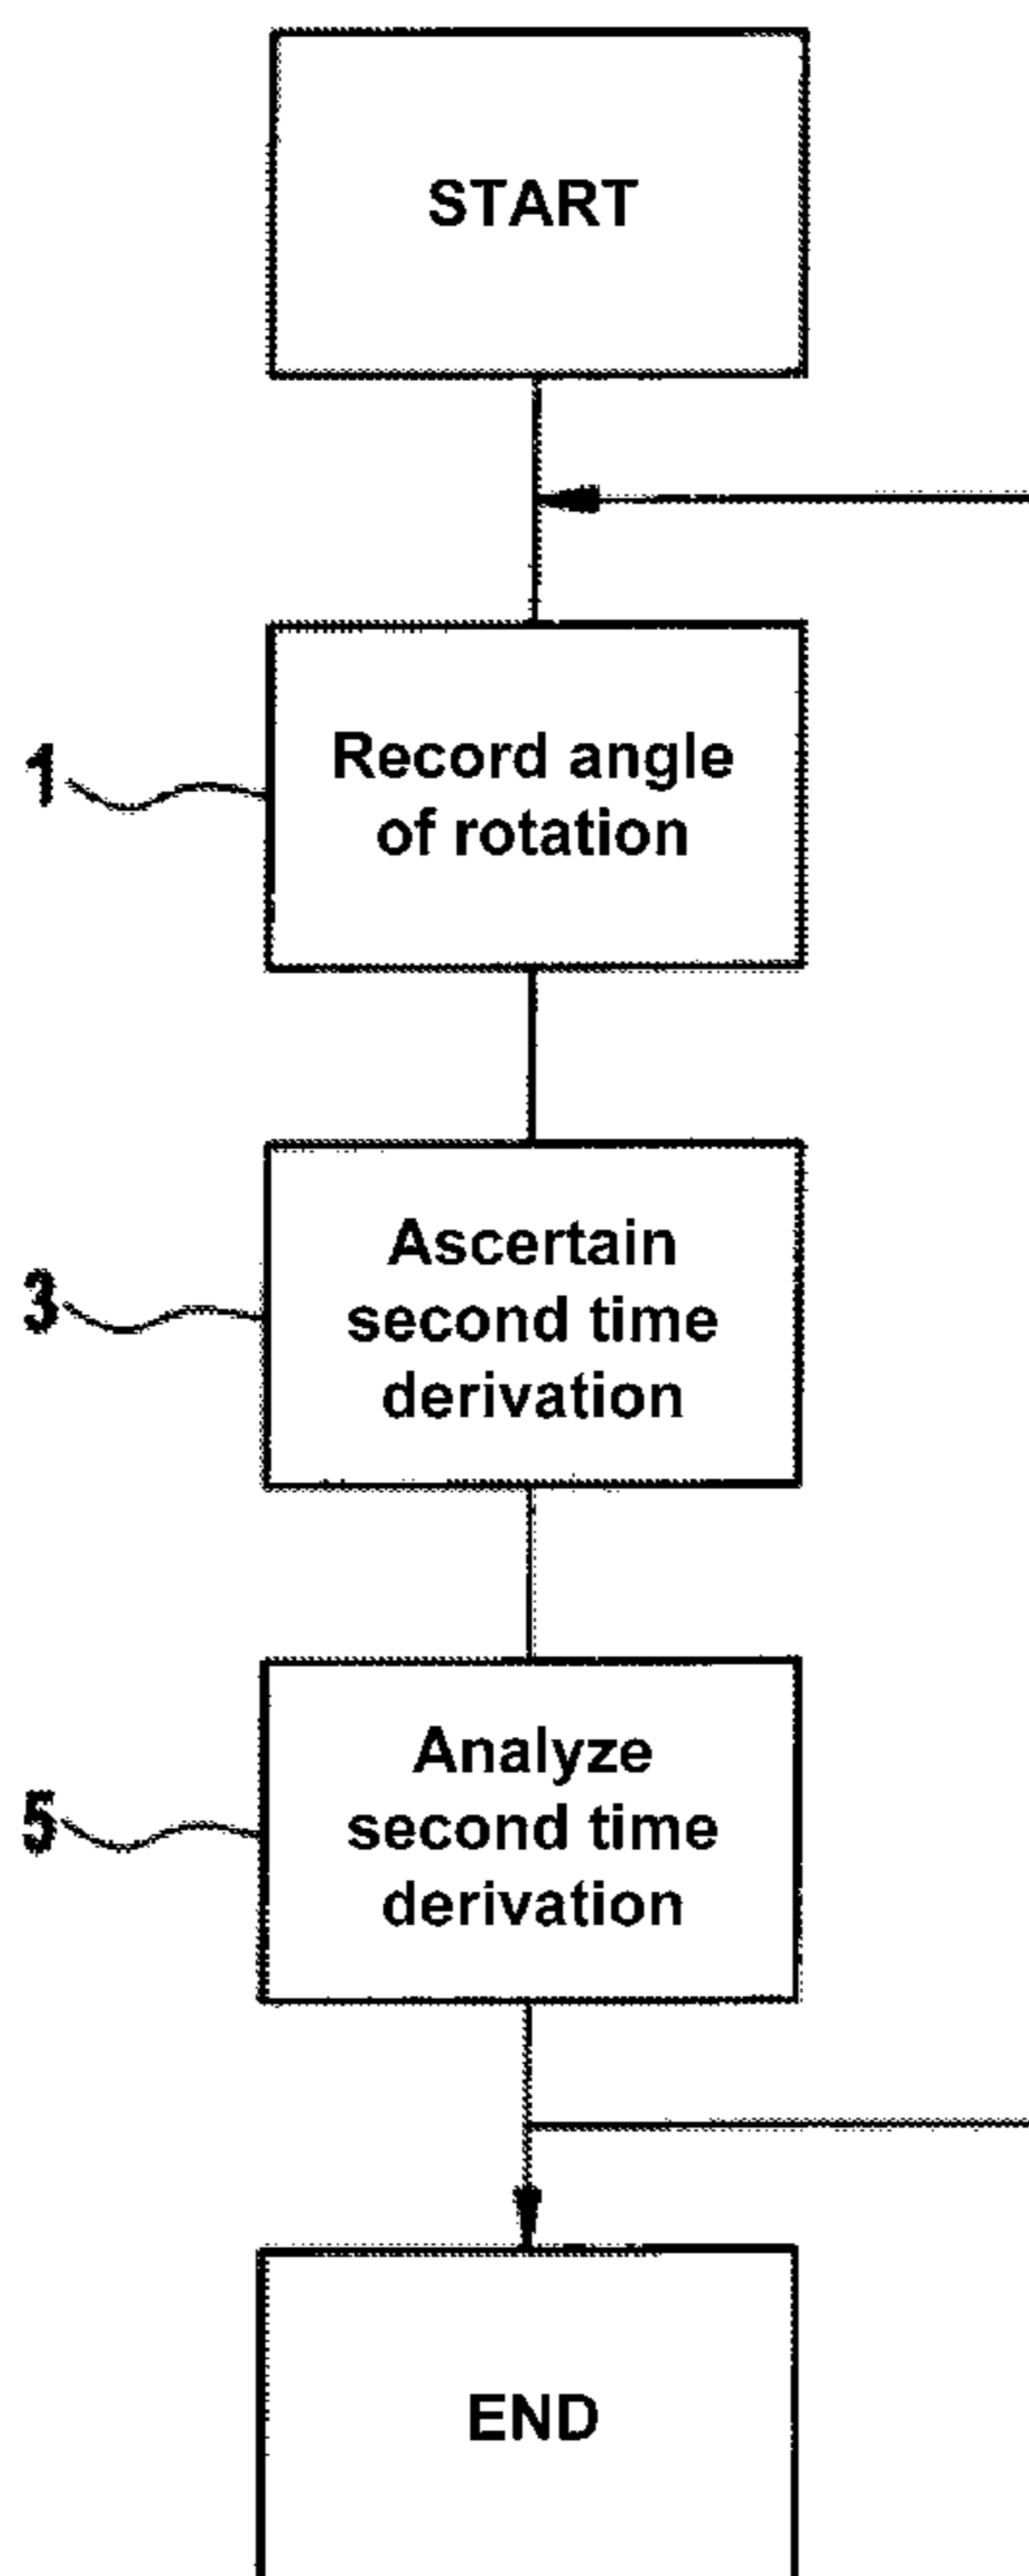 START
1
Record angle
of rotation
3
Ascertain
second time
derivation
5
Analyze
second time
derivation
END